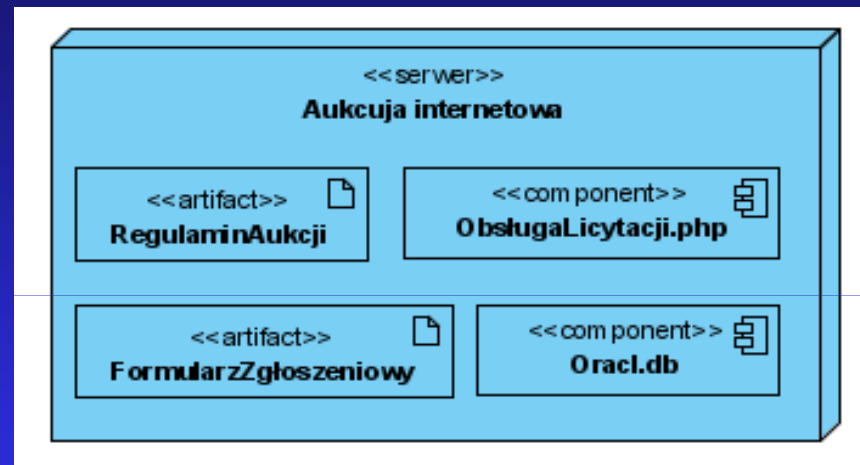 <<serwer>>
Aukcuja internetowa
<<artifact>>
RegulaminAukcji
<<component>>
ObsługaLicytacji.php
<<artifact>>
FormularzZgłoszeniowy
<<component>>
Oracl.db